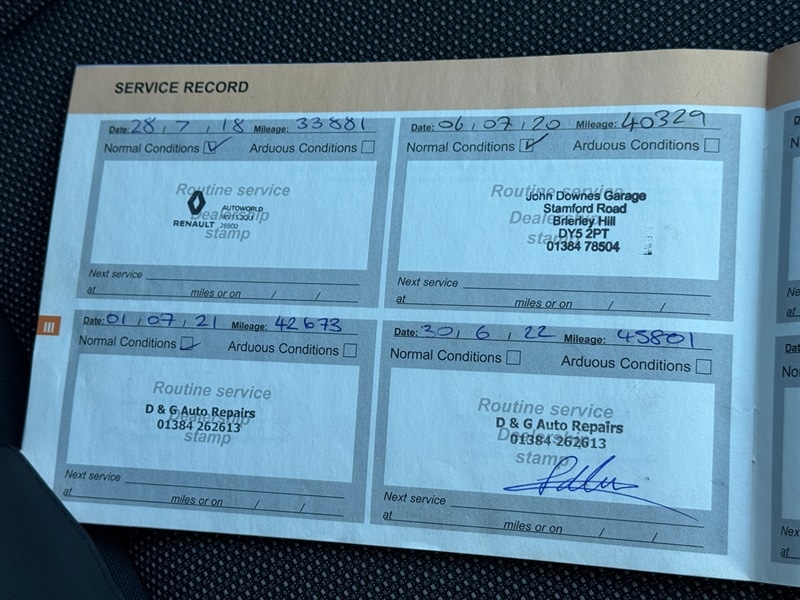 SERVICE RECORD
Date: 28, 7, 18 Mileage: 33881
Normal Conditions Arduous Conditions
Routine service
Dealership
stamp
AUTOWORLD
RENAULT 26900
Next service
at miles or on / /
Date: 06, 07, 20 Mileage: 40329
Normal Conditions Arduous Conditions
Routine service
Dealership
stamp
John Downes Garage
Stamford Road
Brierley Hill
DY5 2PT
01384 78504
Next service
at miles or on / /
III
Date: 01, 07, 21 Mileage: 42673
Normal Conditions Arduous Conditions
Routine service
Dealership
stamp
D & G Auto Repairs
01384 262613
Next service
at miles or on / /
Date: 30, 6, 22 Mileage: 45801
Normal Conditions Arduous Conditions
Routine service
Dealership
stamp
D & G Auto Repairs
01384 262613
Next service
at miles or on / /